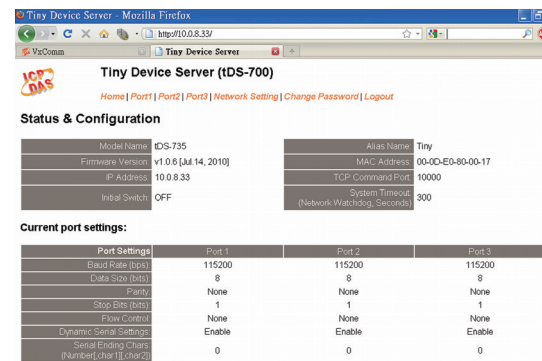 Tiny Device Server - Mozilla Firefox
http://10.0.8.33/
VxComm
Tiny Device Server
ICP DAS
Tiny Device Server (tDS-700)
Home | Port1 | Port2 | Port3 | Network Setting | Change Password | Logout
Status & Configuration
Model Name tDS-735 Alias Name Tiny
Firmware Version v1.0.6 [Jul.14, 2010] MAC Address 00-0D-E0-80-00-17
IP Address 10.0.8.33 TCP Command Port 10000
Initial Switch OFF System Timeout (Network Watchdog, Seconds) 300
Current port settings:
Port Settings Port 1 Port 2 Port 3
Baud Rate (bps) 115200 115200 115200
Data Size (bits) 8 8 8
Parity None None None
Stop Bits (bits) 1 1 1
Flow Control None None None
Dynamic Serial Settings Enable Enable Enable
Serial Ending Chars (Number[,char1][,char2]) 0 0 0